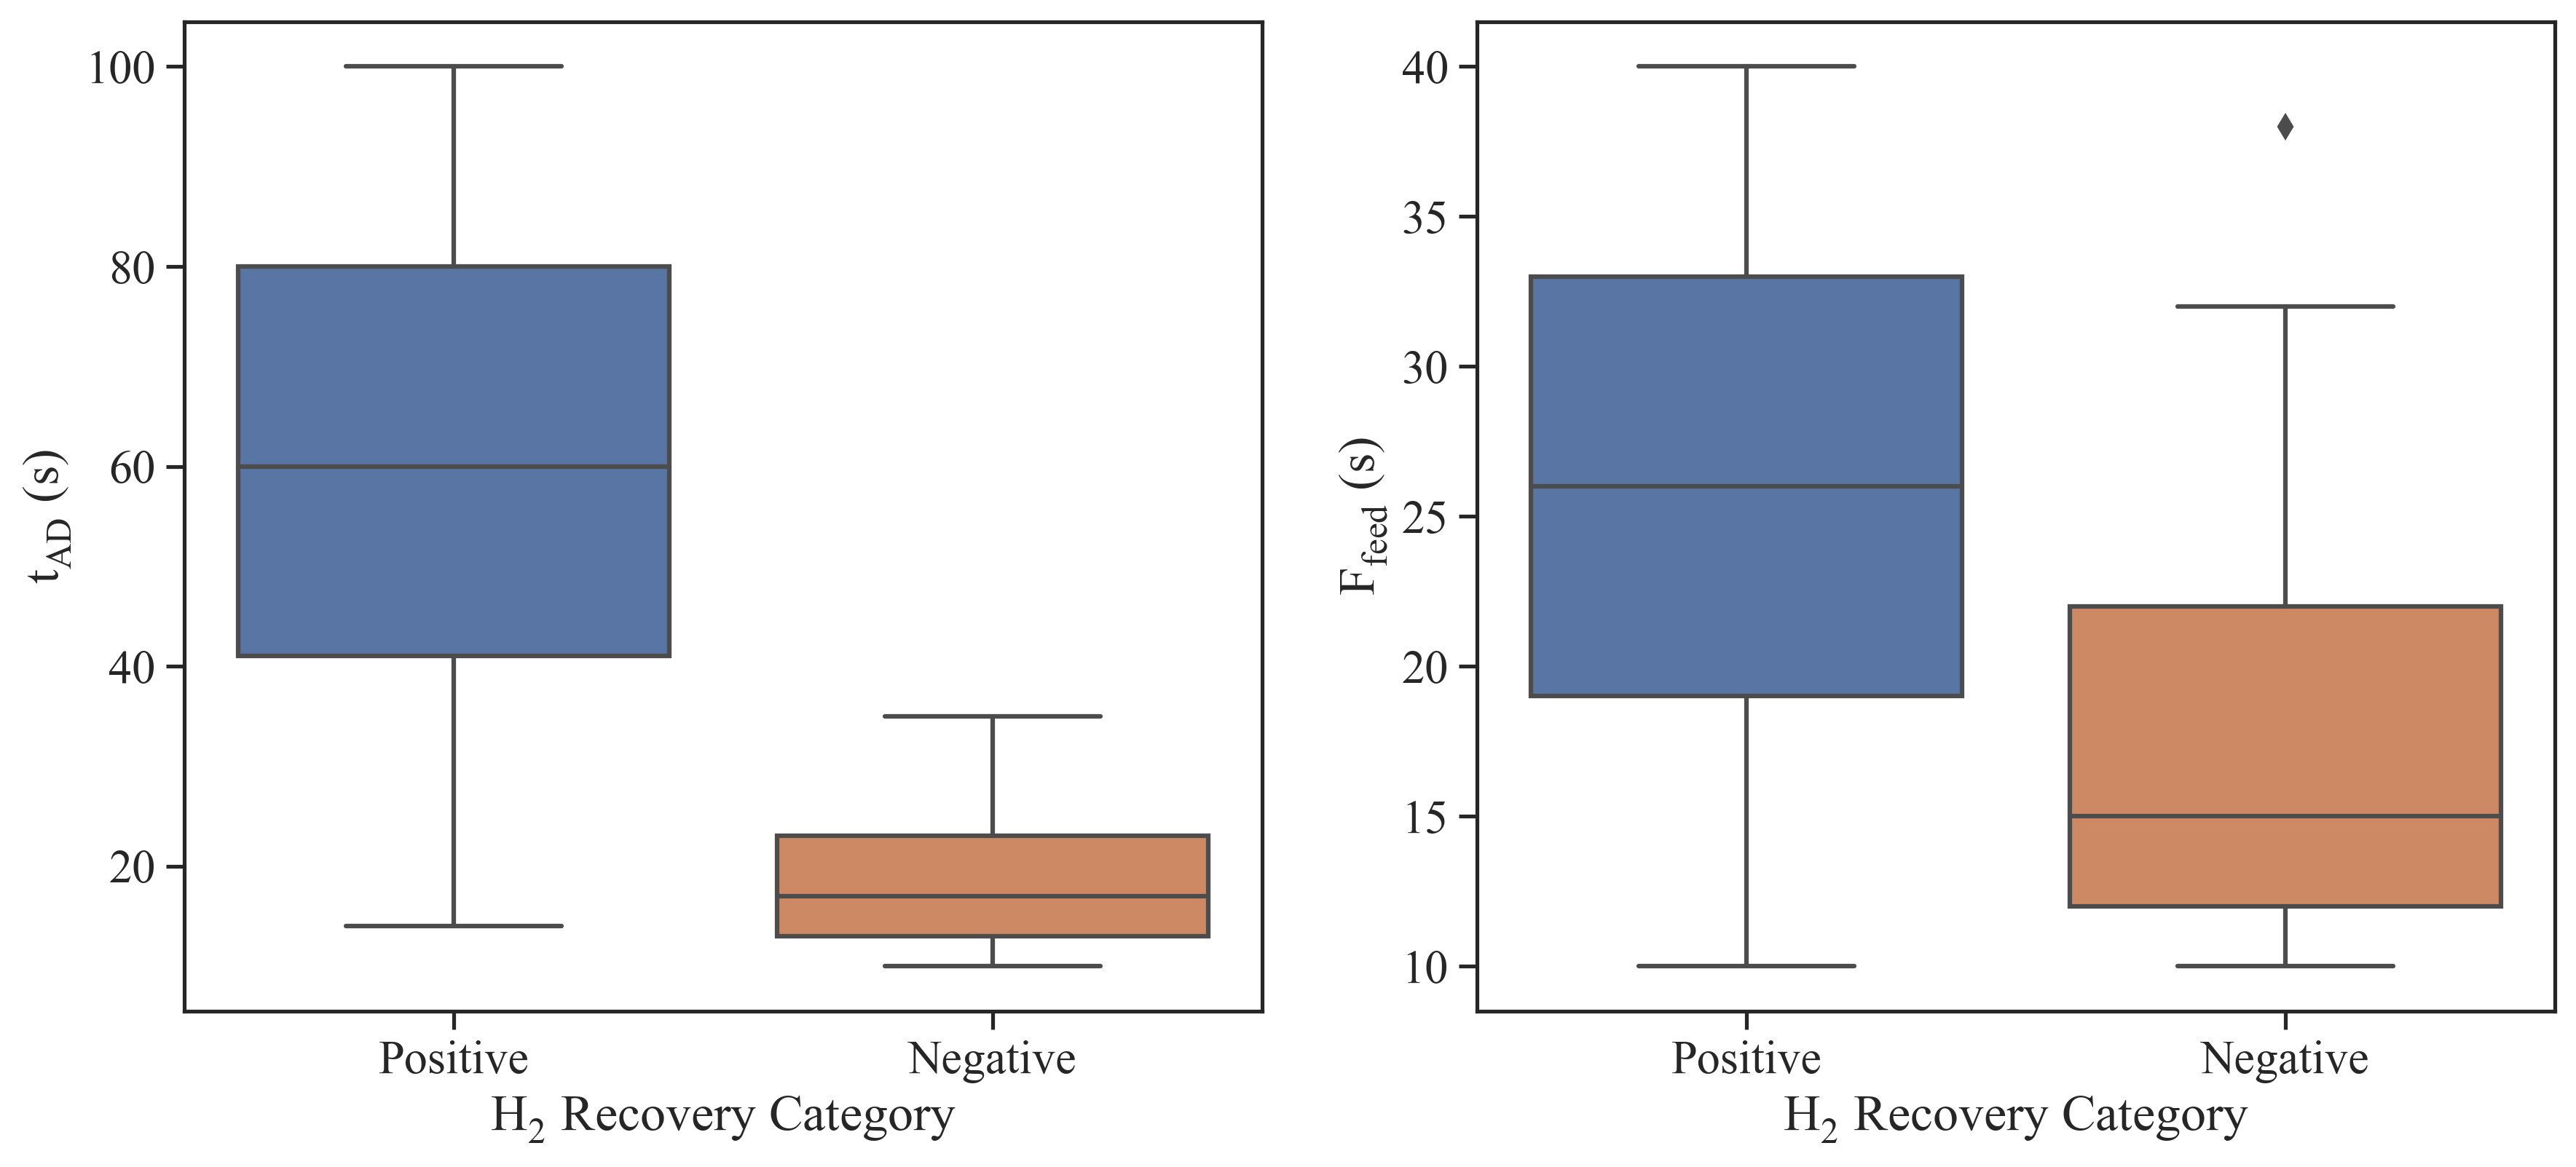 100
80
60
40
20
t_AD (s)
Positive
Negative
H₂ Recovery Category
40
35
30
25
20
15
10
F_feed (s)
Positive
Negative
H₂ Recovery Category